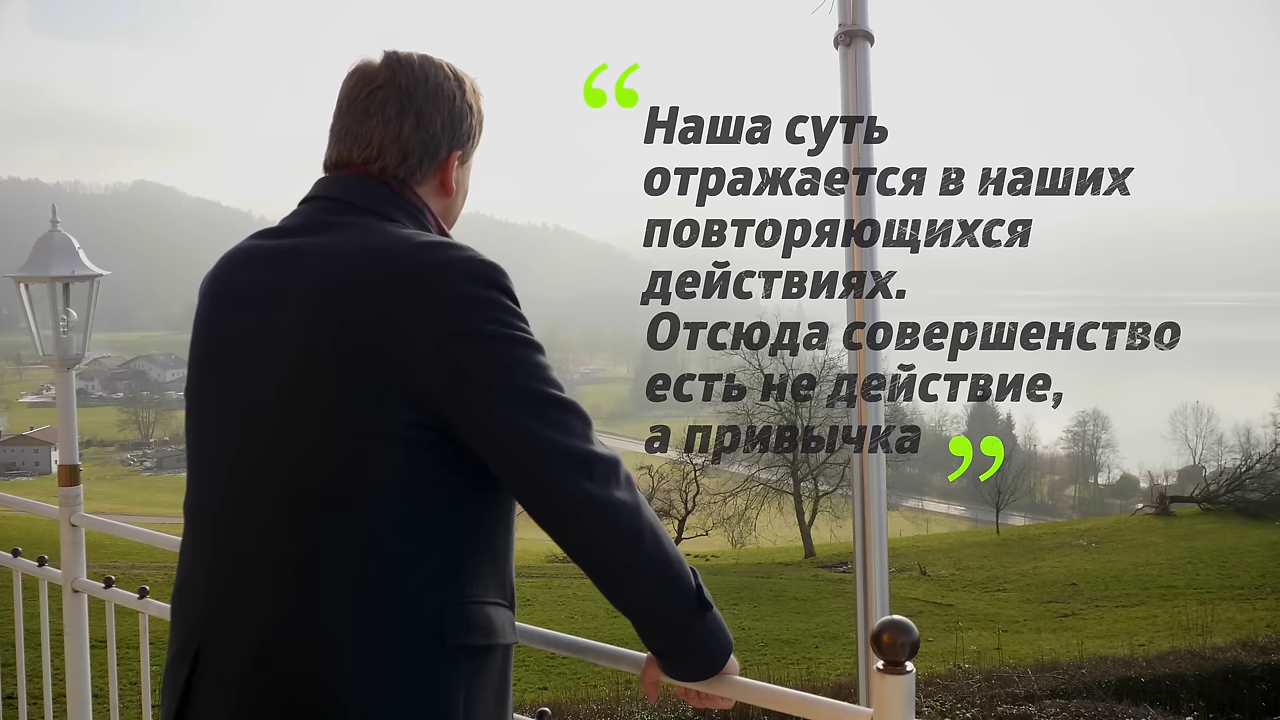 “Наша суть
отражается в наших
повторяющихся
действиях.
Отсюда совершенство
есть не действие,
а привычка”